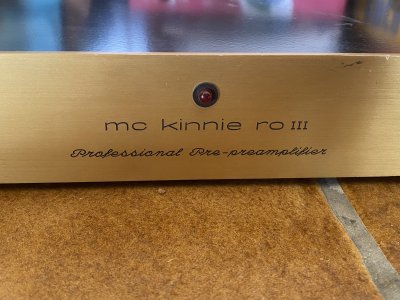 mc kinnie ro III
Professional Pre-preamplifier